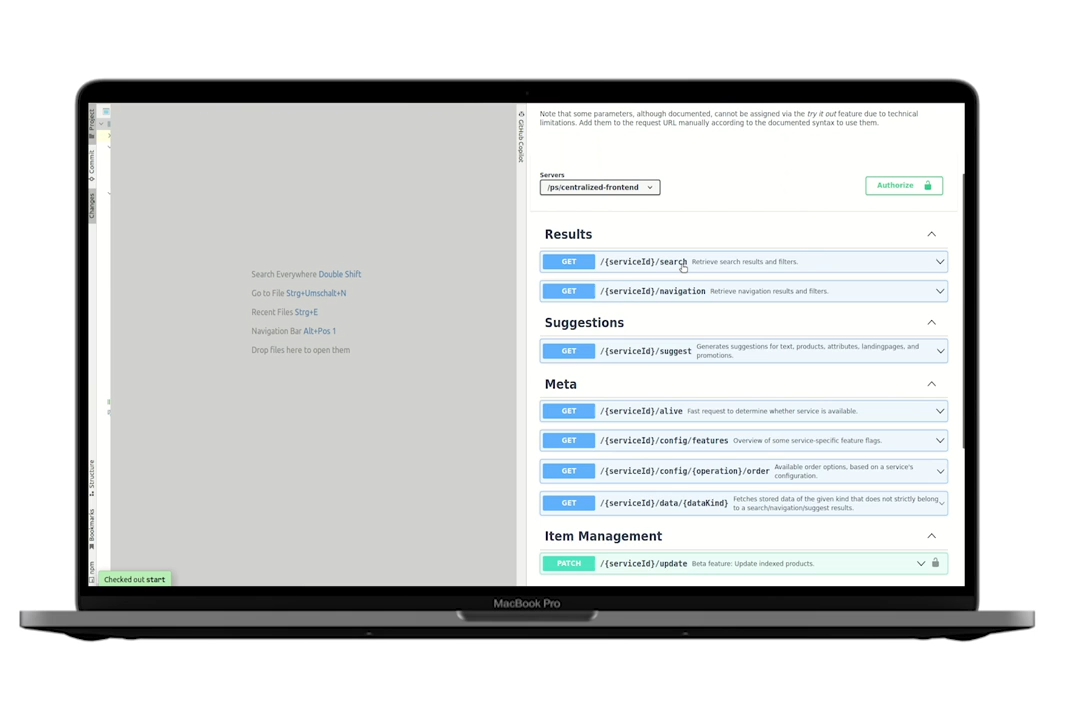 Project
Commit
Changes
Structure
Bookmarks
npm
Search Everywhere Double Shift
Go to File Strg+Umschalt+N
Recent Files Strg+E
Navigation Bar Alt+Pos 1
Drop files here to open them
Checked out start
GitHub Copilot
Note that some parameters, although documented, cannot be assigned via the try it out feature due to technical
limitations. Add them to the request URL manually according to the documented syntax to use them.
Servers
/ps/centralized-frontend
Authorize
Results
GET /{serviceId}/search Retrieve search results and filters.
GET /{serviceId}/navigation Retrieve navigation results and filters.
Suggestions
GET /{serviceId}/suggest Generates suggestions for text, products, attributes, landingpages, and
promotions.
Meta
GET /{serviceId}/alive Fast request to determine whether service is available.
GET /{serviceId}/config/features Overview of some service-specific feature flags.
GET /{serviceId}/config/{operation}/order Available order options, based on a service's
configuration.
GET /{serviceId}/data/{dataKind} Fetches stored data of the given kind that does not strictly belong
to a search/navigation/suggest results.
Item Management
PATCH /{serviceId}/update Beta feature: Update indexed products.
MacBook Pro